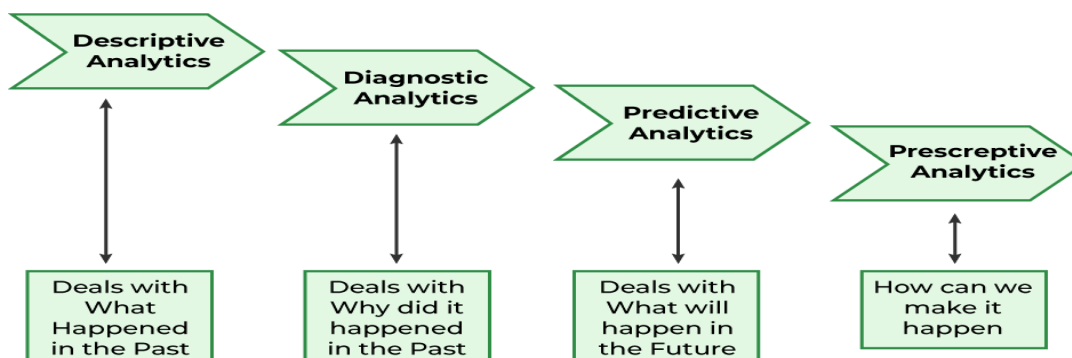 Descriptive
Analytics
Diagnostic
Analytics
Predictive
Analytics
Prescreptive
Analytics
Deals with
What
Happened
in the Past
Deals with
Why did it
happened
in the Past
Deals with
What will
happen in
the Future
How can we
make it
happen